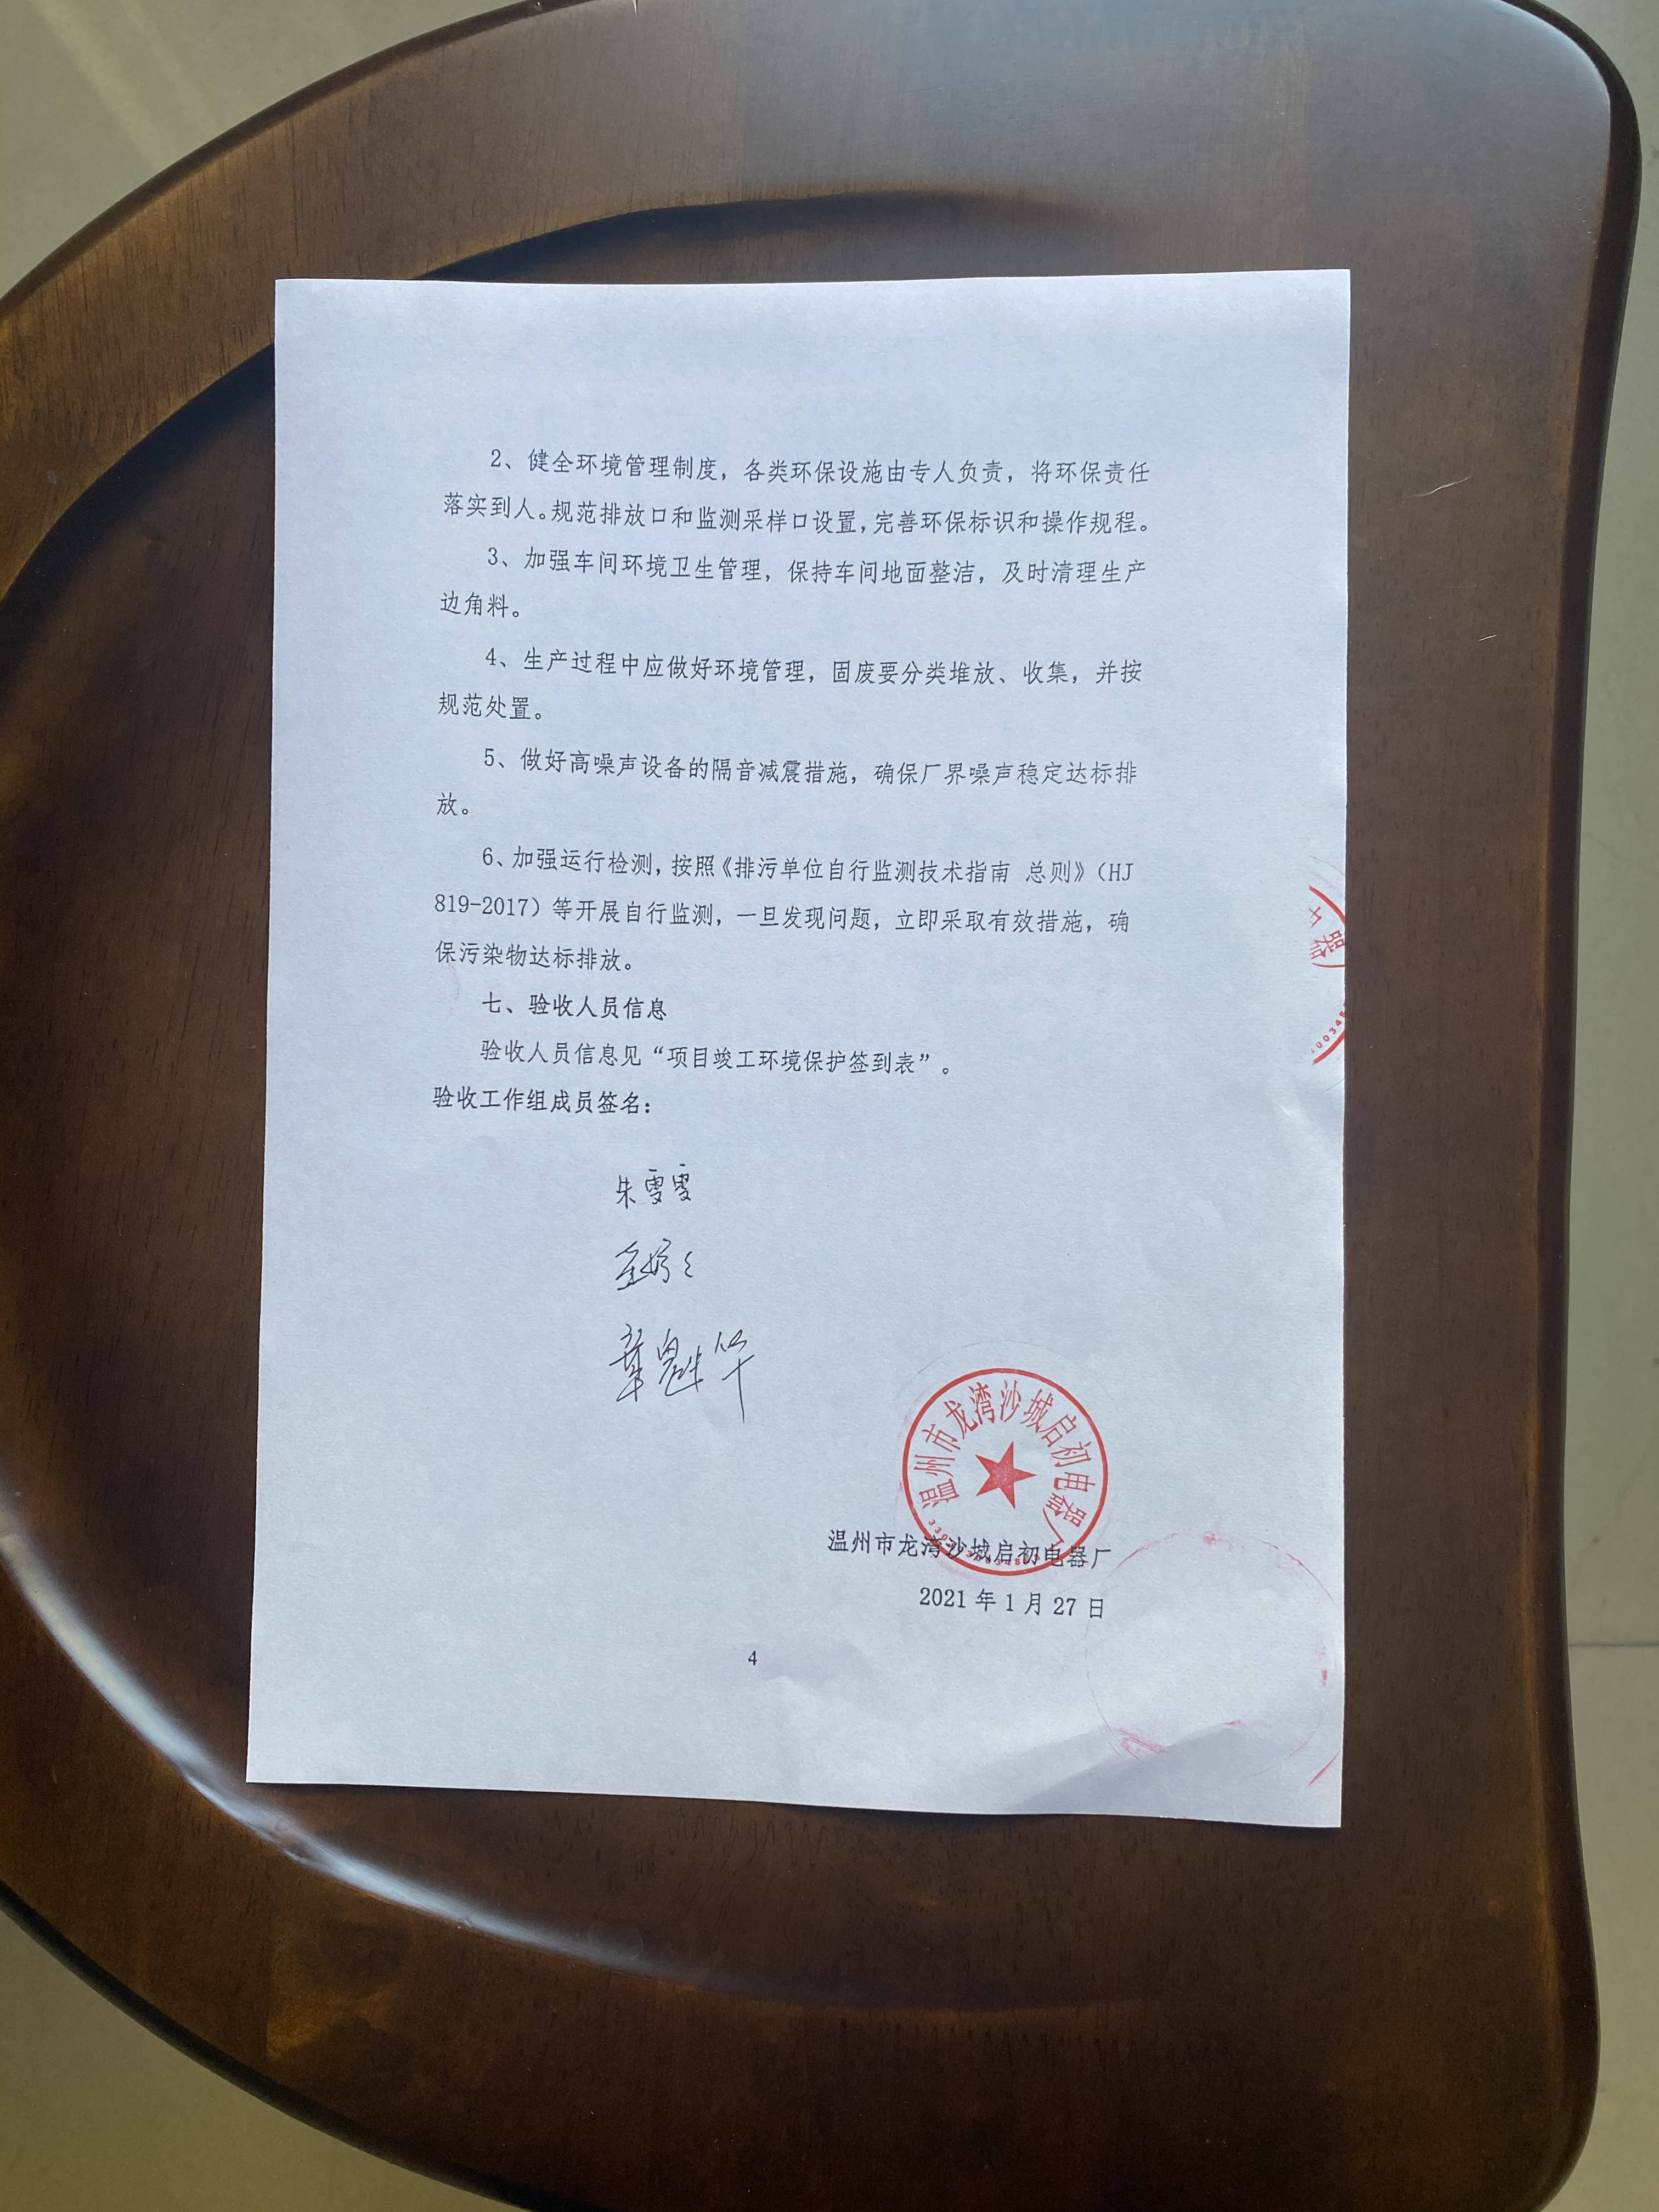 2、健全环境管理制度，各类环保设施由专人负责，将环保责任
落实到人。规范排放口和监测采样口设置，完善环保标识和操作规程。
3、加强车间环境卫生管理，保持车间地面整洁，及时清理生产
边角料。
4、生产过程中应做好环境管理，固废要分类堆放、收集，并按
规范处置。
5、做好高噪声设备的隔音减震措施，确保厂界噪声稳定达标排
放。
6、加强运行检测，按照《排污单位自行监测技术指南 总则》（HJ
819-2017）等开展自行监测，一旦发现问题，立即采取有效措施，确
保污染物达标排放。
七、验收人员信息
验收人员信息见“项目竣工环境保护签到表”。
验收工作组成员签名：
朱雯雯
温州市龙湾沙城启初电器厂
温州市龙湾沙城启初电器厂
2021 年 1 月 27 日
4